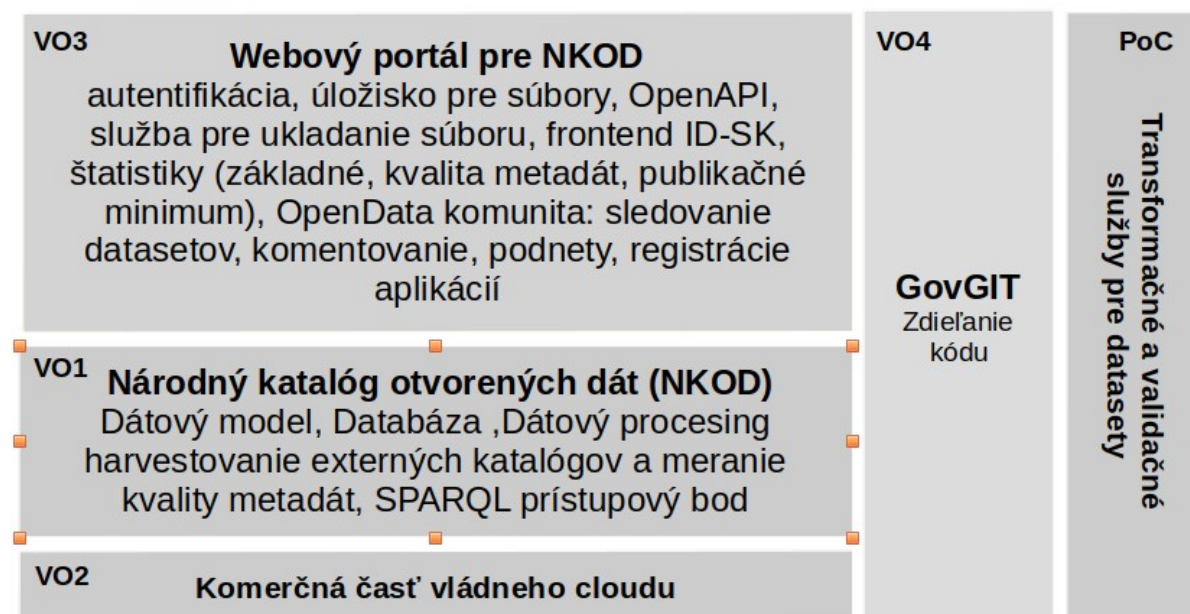 VO3
Webový portál pre NKOD
autentifikácia, úložisko pre súbory, OpenAPI,
služba pre ukladanie súboru, frontend ID-SK,
štatistiky (základné, kvalita metadát, publikačné
minimum), OpenData komunita: sledovanie
datasetov, komentovanie, podnety, registrácie
aplikácií
VO1
Národný katalóg otvorených dát (NKOD)
Dátový model, Databáza ,Dátový procesing
harvestovanie externých katalógov a meranie
kvality metadát, SPARQL prístupový bod
VO2
Komerčná časť vládneho cloudu
VO4
GovGIT
Zdieľanie
kódu
PoC
Transformačné a validačné
služby pre datasety